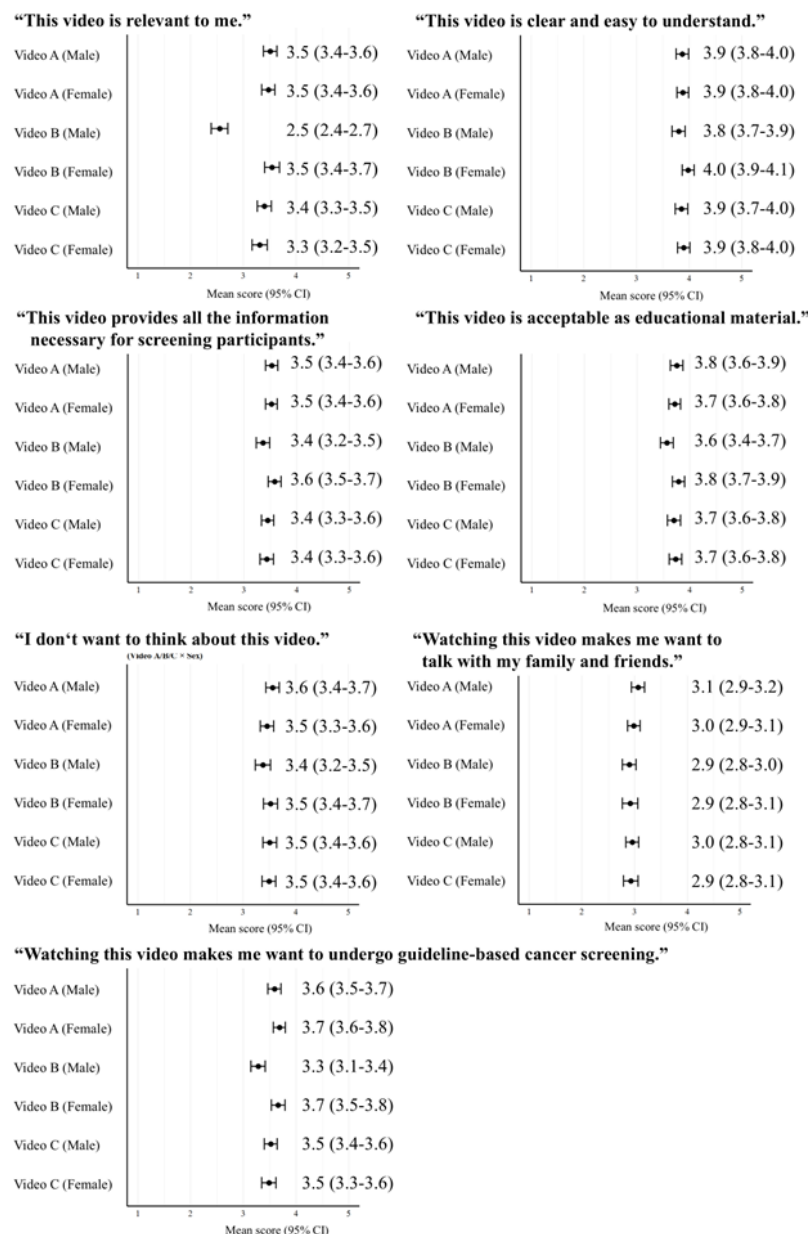 “This video is relevant to me.”
Video A (Male) 3.5 (3.4-3.6)
Video A (Female) 3.5 (3.4-3.6)
Video B (Male) 2.5 (2.4-2.7)
Video B (Female) 3.5 (3.4-3.7)
Video C (Male) 3.4 (3.3-3.5)
Video C (Female) 3.3 (3.2-3.5)
1 2 3 4 5
Mean score (95% CI)
“This video is clear and easy to understand.”
Video A (Male) 3.9 (3.8-4.0)
Video A (Female) 3.9 (3.8-4.0)
Video B (Male) 3.8 (3.7-3.9)
Video B (Female) 4.0 (3.9-4.1)
Video C (Male) 3.9 (3.7-4.0)
Video C (Female) 3.9 (3.8-4.0)
1 2 3 4 5
Mean score (95% CI)
“This video provides all the information
necessary for screening participants.”
Video A (Male) 3.5 (3.4-3.6)
Video A (Female) 3.5 (3.4-3.6)
Video B (Male) 3.4 (3.2-3.5)
Video B (Female) 3.6 (3.5-3.7)
Video C (Male) 3.4 (3.3-3.6)
Video C (Female) 3.4 (3.3-3.6)
1 2 3 4 5
Mean score (95% CI)
“This video is acceptable as educational material.”
Video A (Male) 3.8 (3.6-3.9)
Video A (Female) 3.7 (3.6-3.8)
Video B (Male) 3.6 (3.4-3.7)
Video B (Female) 3.8 (3.7-3.9)
Video C (Male) 3.7 (3.6-3.8)
Video C (Female) 3.7 (3.6-3.8)
1 2 3 4 5
Mean score (95% CI)
“I don‘t want to think about this video.”
(Video A/B/C × Sex)
Video A (Male) 3.6 (3.4-3.7)
Video A (Female) 3.5 (3.3-3.6)
Video B (Male) 3.4 (3.2-3.5)
Video B (Female) 3.5 (3.4-3.7)
Video C (Male) 3.5 (3.4-3.6)
Video C (Female) 3.5 (3.4-3.6)
1 2 3 4 5
Mean score (95% CI)
“Watching this video makes me want to
talk with my family and friends.”
Video A (Male) 3.1 (2.9-3.2)
Video A (Female) 3.0 (2.9-3.1)
Video B (Male) 2.9 (2.8-3.0)
Video B (Female) 2.9 (2.8-3.1)
Video C (Male) 3.0 (2.8-3.1)
Video C (Female) 2.9 (2.8-3.1)
1 2 3 4 5
Mean score (95% CI)
“Watching this video makes me want to undergo guideline-based cancer screening.”
Video A (Male) 3.6 (3.5-3.7)
Video A (Female) 3.7 (3.6-3.8)
Video B (Male) 3.3 (3.1-3.4)
Video B (Female) 3.7 (3.5-3.8)
Video C (Male) 3.5 (3.4-3.6)
Video C (Female) 3.5 (3.3-3.6)
1 2 3 4 5
Mean score (95% CI)